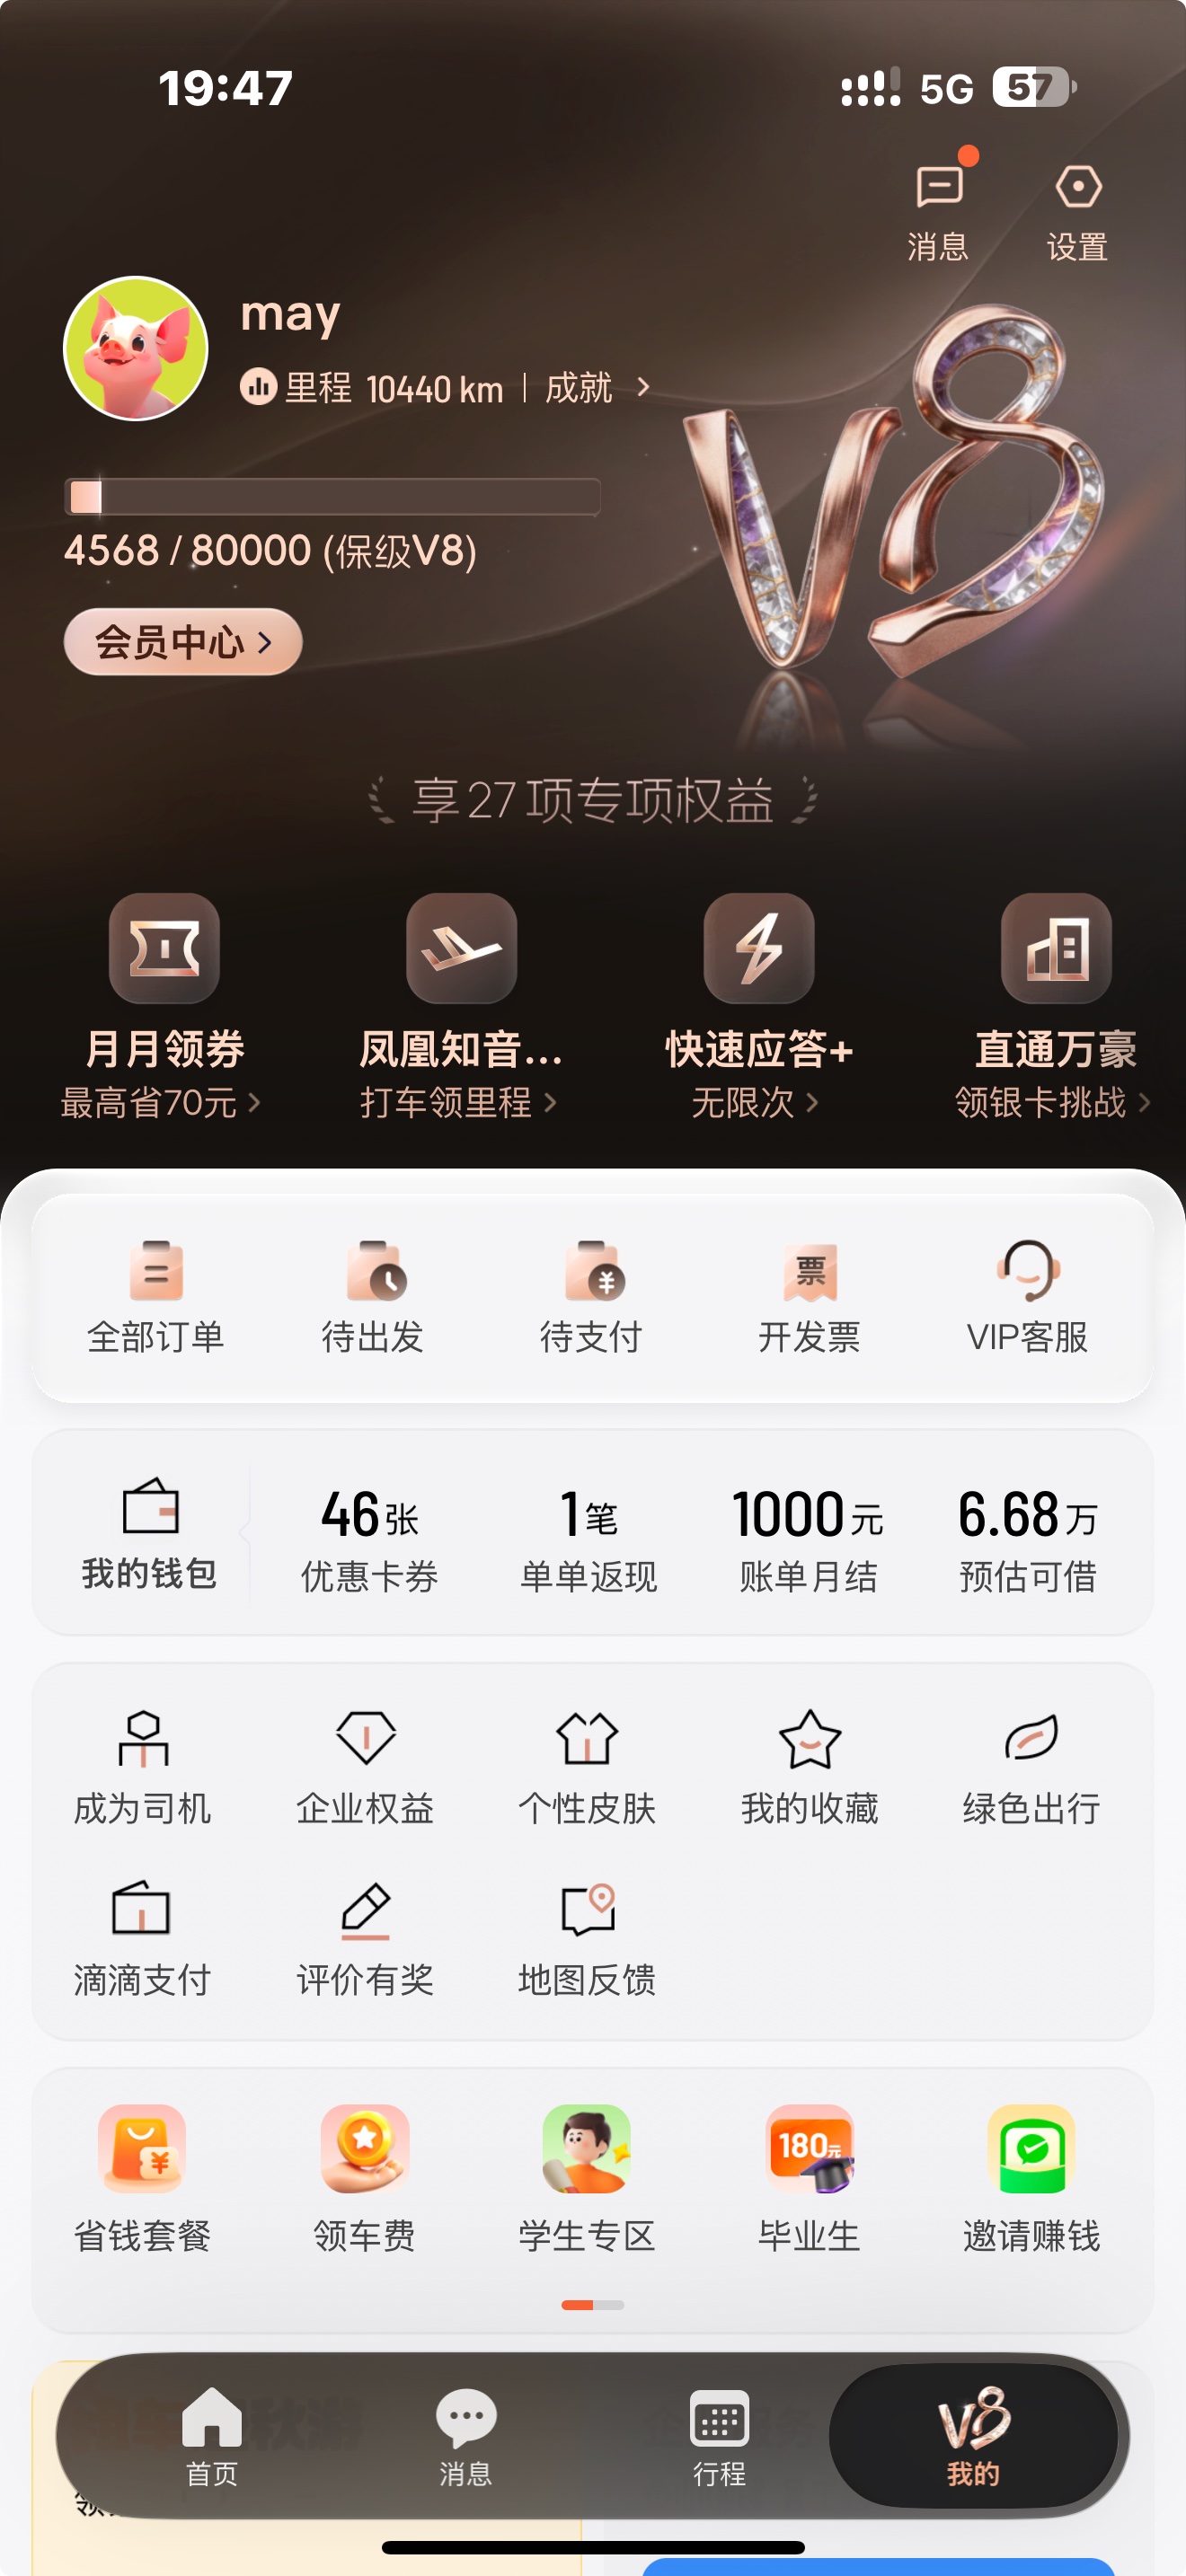 19:47
5G 57
消息
设置
may
里程 10440 km | 成就 >
V8
4568 / 80000 (保级V8)
会员中心 >
享27项专项权益
月月领券
凤凰知音...
快速应答+
直通万豪
最高省70元 >
打车领里程 >
无限次 >
领银卡挑战 >
票
全部订单
待出发
待支付
开发票
VIP客服
46张
1笔
1000元
6.68万
我的钱包
优惠卡券
单单返现
账单月结
预估可借
成为司机
企业权益
个性皮肤
我的收藏
绿色出行
滴滴支付
评价有奖
地图反馈
180元
省钱套餐
领车费
学生专区
毕业生
邀请赚钱
V8
首页
消息
行程
我的